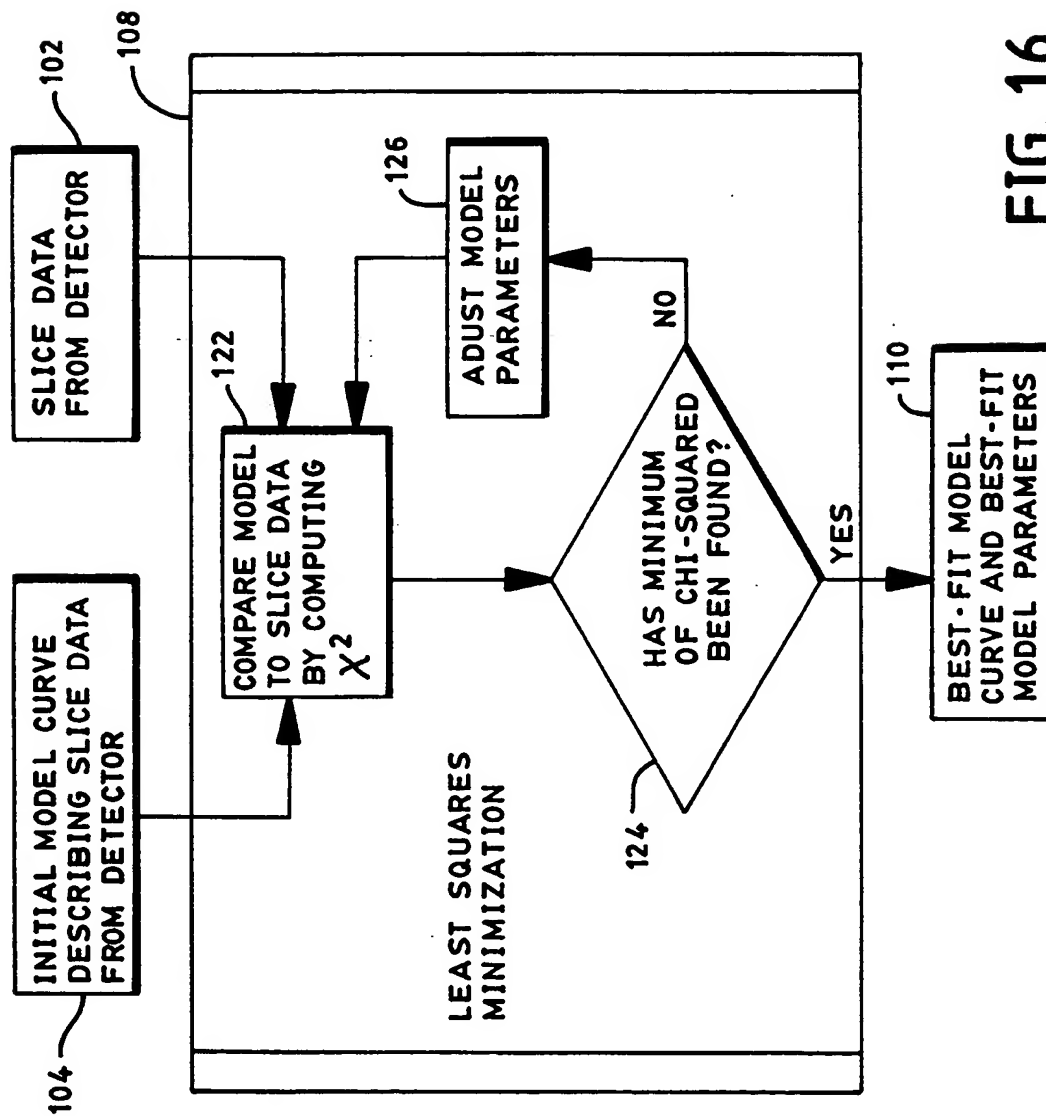 104
INITIAL MODEL CURVE
DESCRIBING SLICE DATA
FROM DETECTOR
SLICE DATA
FROM DETECTOR
102
108
122
COMPARE MODEL
TO SLICE DATA
BY COMPUTING
χ²
126
ADUST MODEL
PARAMETERS
LEAST SQUARES
MINIMIZATION
124
HAS MINIMUM
OF CHI-SQUARED
BEEN FOUND?
NO
YES
110
BEST-FIT MODEL
CURVE AND BEST-FIT
MODEL PARAMETERS
FIG. 16